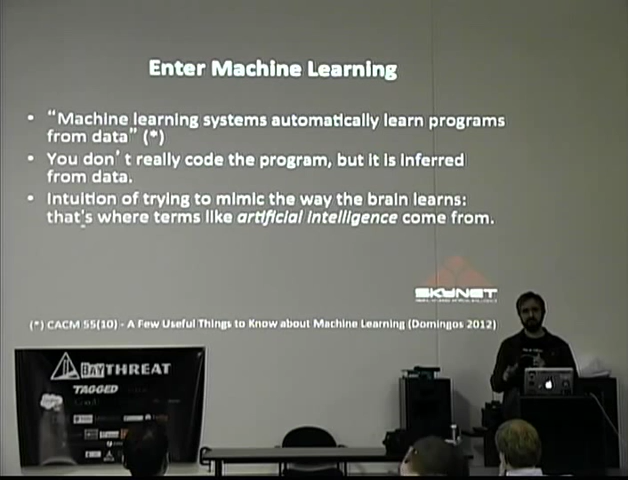 Enter Machine Learning
• “Machine learning systems automatically learn programs
from data” (*)
• You don’t really code the program, but it is inferred
from data.
• Intuition of trying to mimic the way the brain learns:
that's where terms like artificial intelligence come from.
SKYNET
(*) CACM 55(10) - A Few Useful Things to Know about Machine Learning (Domingos 2012)
BAYTHREAT
TAGGED